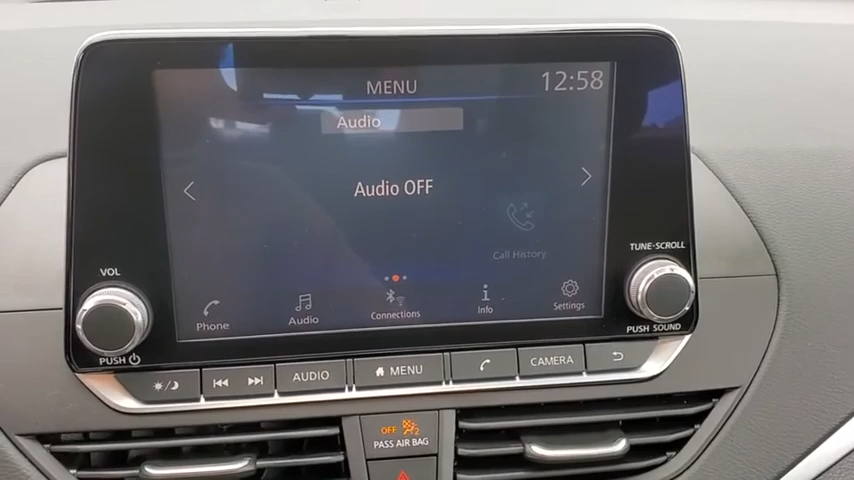 MENU
12:58
Audio
Audio OFF
Call History
VOL
TUNE·SCROLL
Phone
Audio
Connections
Info
Settings
PUSH
PUSH SOUND
AUDIO
MENU
CAMERA
OFF 2
PASS AIR BAG